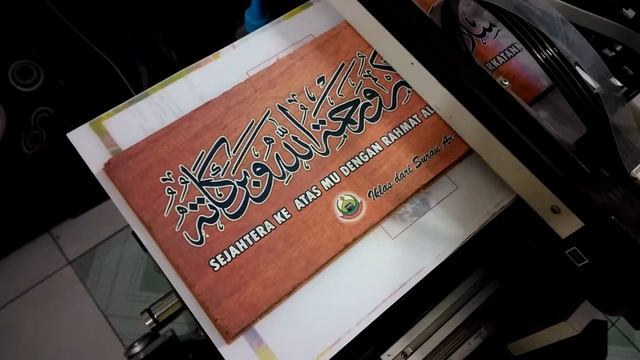 ورحمة الله وبركاته
SEJAHTERA KE ATAS MU DENGAN RAHMAT
Iklas dari Surau